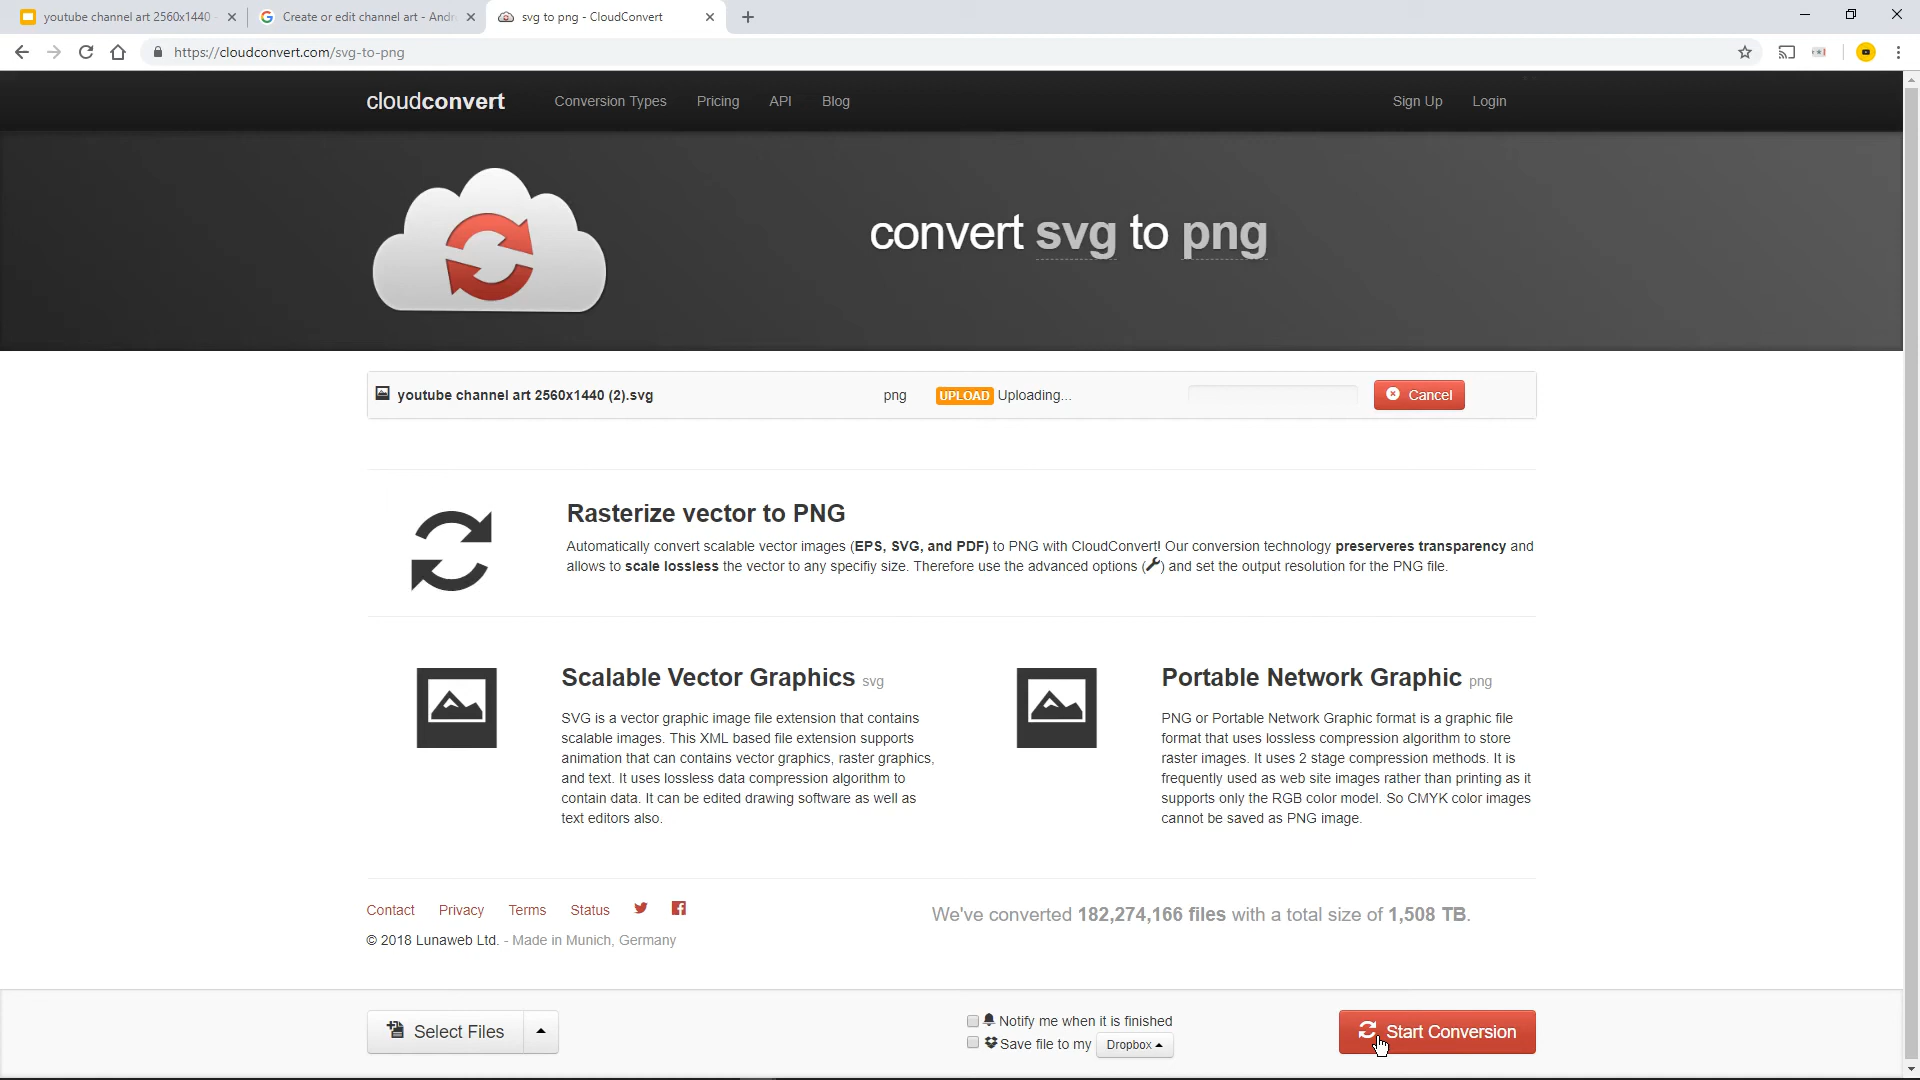 youtube channel art 2560x1440
Create or edit channel art - Andr
svg to png - CloudConvert
https://cloudconvert.com/svg-to-png
cloudconvert
Conversion Types
Pricing
API
Blog
Sign Up
Login
convert svg to png
youtube channel art 2560x1440 (2).svg
png
UPLOAD Uploading...
Cancel
Rasterize vector to PNG
Automatically convert scalable vector images (EPS, SVG, and PDF) to PNG with CloudConvert! Our conversion technology preserveres transparency and
allows to scale lossless the vector to any specifiy size. Therefore use the advanced options ( ) and set the output resolution for the PNG file.
Scalable Vector Graphics svg
SVG is a vector graphic image file extension that contains
scalable images. This XML based file extension supports
animation that can contains vector graphics, raster graphics,
and text. It uses lossless data compression algorithm to
contain data. It can be edited drawing software as well as
text editors also.
Portable Network Graphic png
PNG or Portable Network Graphic format is a graphic file
format that uses lossless compression algorithm to store
raster images. It uses 2 stage compression methods. It is
frequently used as web site images rather than printing as it
supports only the RGB color model. So CMYK color images
cannot be saved as PNG image.
Contact
Privacy
Terms
Status
We've converted 182,274,166 files with a total size of 1,508 TB.
© 2018 Lunaweb Ltd. - Made in Munich, Germany
Select Files
Notify me when it is finished
Save file to my Dropbox
Start Conversion